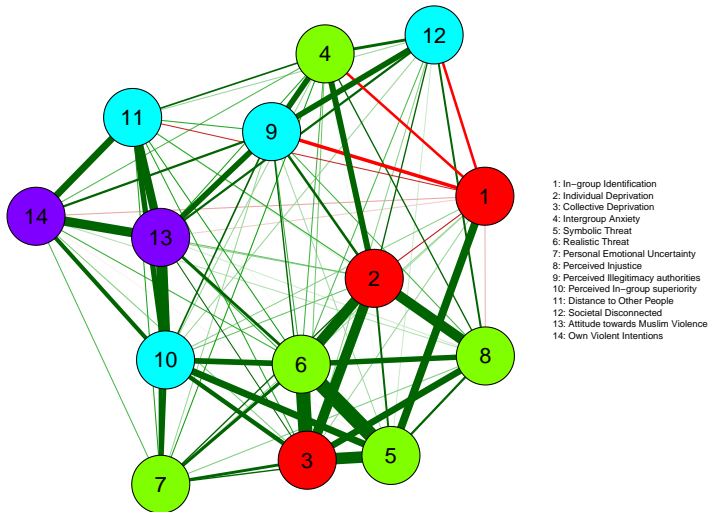 12
4
11
9
1
14
13
2
8
10
6
5
3
7
1: In−group Identification
2: Individual Deprivation
3: Collective Deprivation
4: Intergroup Anxiety
5: Symbolic Threat
6: Realistic Threat
7: Personal Emotional Uncertainty
8: Perceived Injustice
9: Perceived Illegitimacy authorities
10: Perceived In−group superiority
11: Distance to Other People
12: Societal Disconnected
13: Attitude towards Muslim Violence
14: Own Violent Intentions